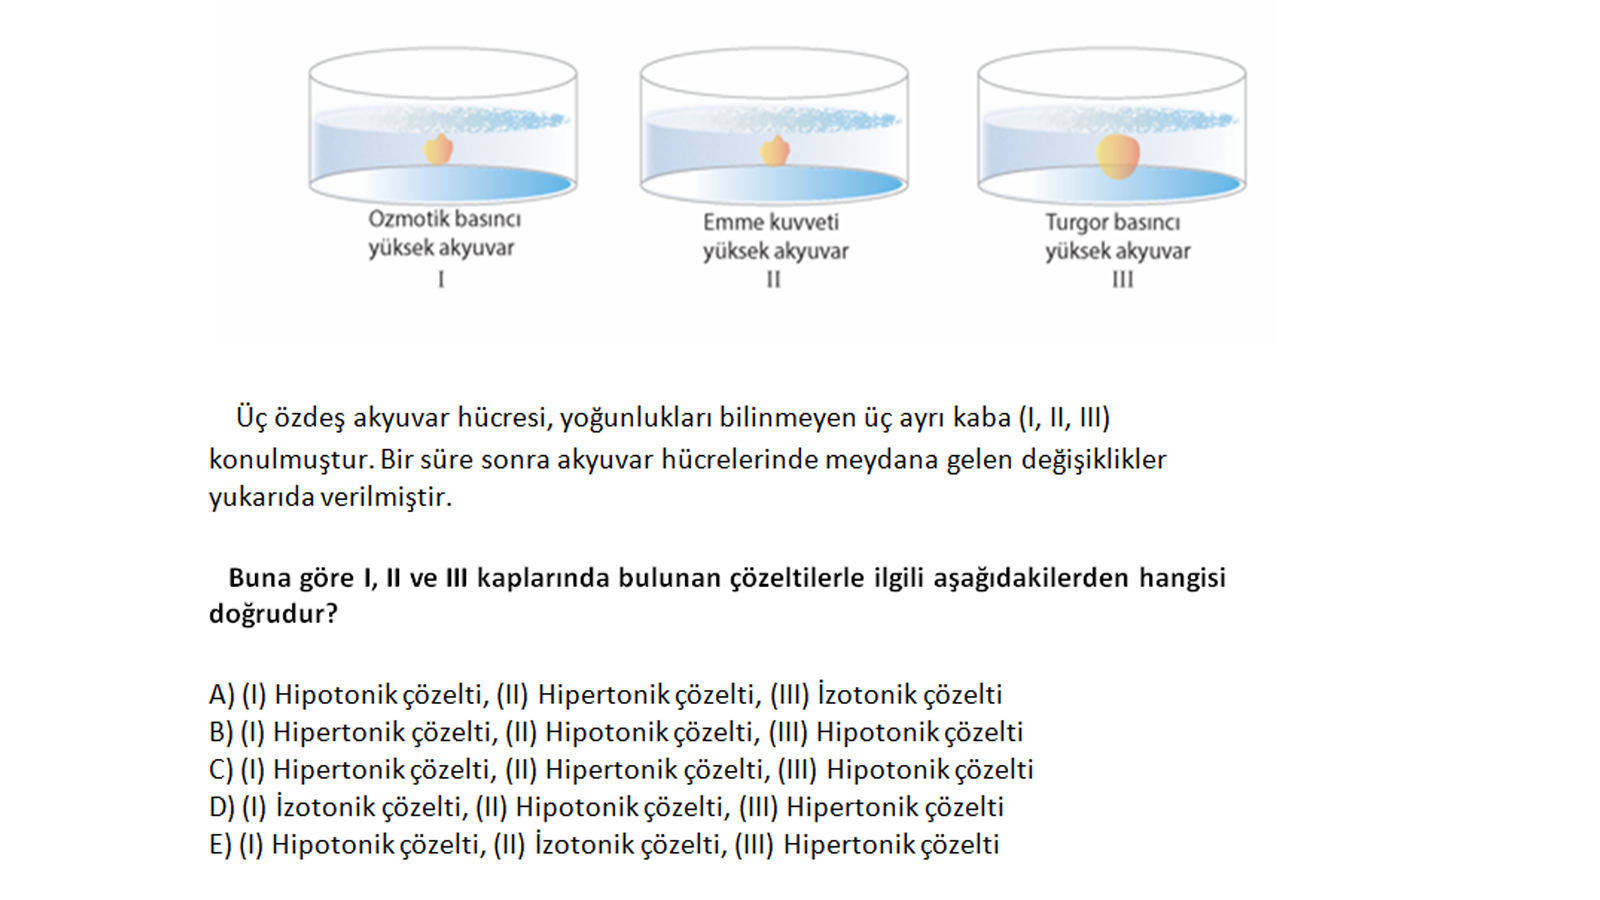 Ozmotik basıncı
yüksek akyuvar
I
Emme kuvveti
yüksek akyuvar
II
Turgor basıncı
yüksek akyuvar
III
Üç özdeş akyuvar hücresi, yoğunlukları bilinmeyen üç ayrı kaba (I, II, III)
konulmuştur. Bir süre sonra akyuvar hücrelerinde meydana gelen değişiklikler
yukarıda verilmiştir.
Buna göre I, II ve III kaplarında bulunan çözeltilerle ilgili aşağıdakilerden hangisi
doğrudur?
A) (I) Hipotonik çözelti, (II) Hipertonik çözelti, (III) İzotonik çözelti
B) (I) Hipertonik çözelti, (II) Hipotonik çözelti, (III) Hipotonik çözelti
C) (I) Hipertonik çözelti, (II) Hipertonik çözelti, (III) Hipotonik çözelti
D) (I) İzotonik çözelti, (II) Hipotonik çözelti, (III) Hipertonik çözelti
E) (I) Hipotonik çözelti, (II) İzotonik çözelti, (III) Hipertonik çözelti